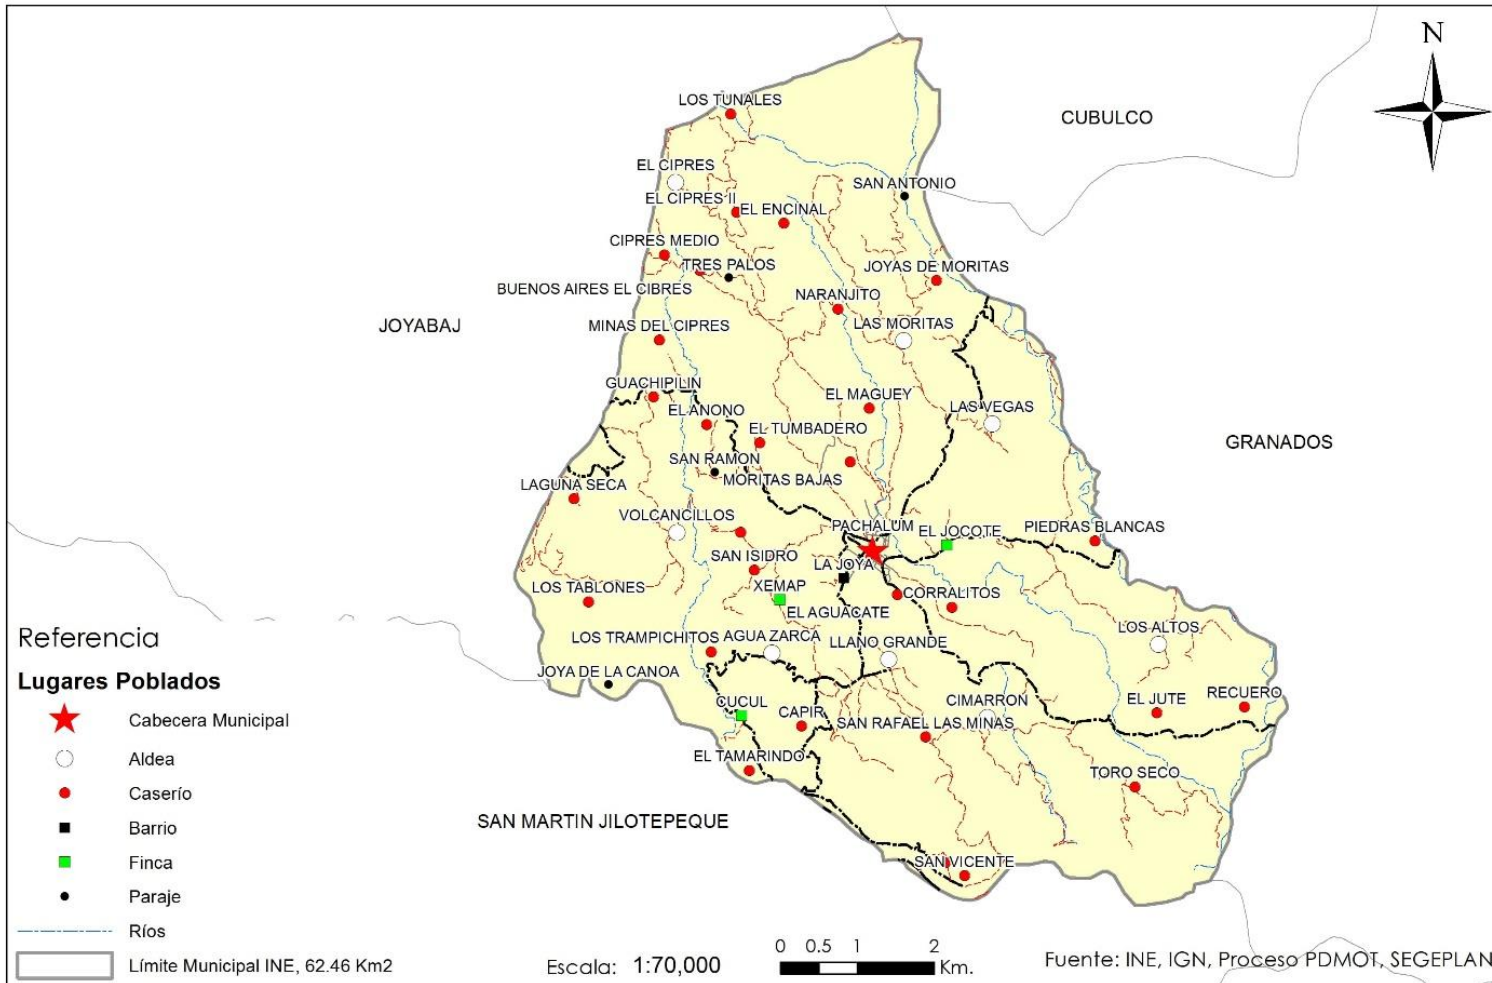 N
LOS TUNALES
CUBULCO
EL CIPRES
SAN ANTONIO
EL CIPRES II
EL ENCINAL
CIPRES MEDIO
TRES PALOS
JOYAS DE MORITAS
BUENOS AIRES EL CIBRES
NARANJITO
JOYABAJ
MINAS DEL CIPRES
LAS MORITAS
GUACHIPILIN
EL MAGUEY
EL ANONO
LAS VEGAS
EL TUMBADERO
GRANADOS
SAN RAMON
MORITAS BAJAS
LAGUNA SECA
VOLCANCILLOS
PACHALUM
EL JOCOTE
PIEDRAS BLANCAS
SAN ISIDRO
LA JOYA
LOS TABLONES
XEMAP
CORRALITOS
EL AGUACATE
LOS ALTOS
LOS TRAMPICHITOS
AGUA ZARCA
LLANO GRANDE
JOYA DE LA CANOA
CUCUL
CAPIR
CIMARRON
EL JUTE
RECUERO
SAN RAFAEL LAS MINAS
EL TAMARINDO
TORO SECO
SAN MARTIN JILOTEPEQUE
SAN VICENTE
Referencia
Lugares Poblados
Cabecera Municipal
Aldea
Caserío
Barrio
Finca
Paraje
Ríos
Límite Municipal INE, 62.46 Km2
Escala: 1:70,000
0 0.5 1 2
Km.
Fuente: INE, IGN, Proceso PDMOT, SEGEPLAN